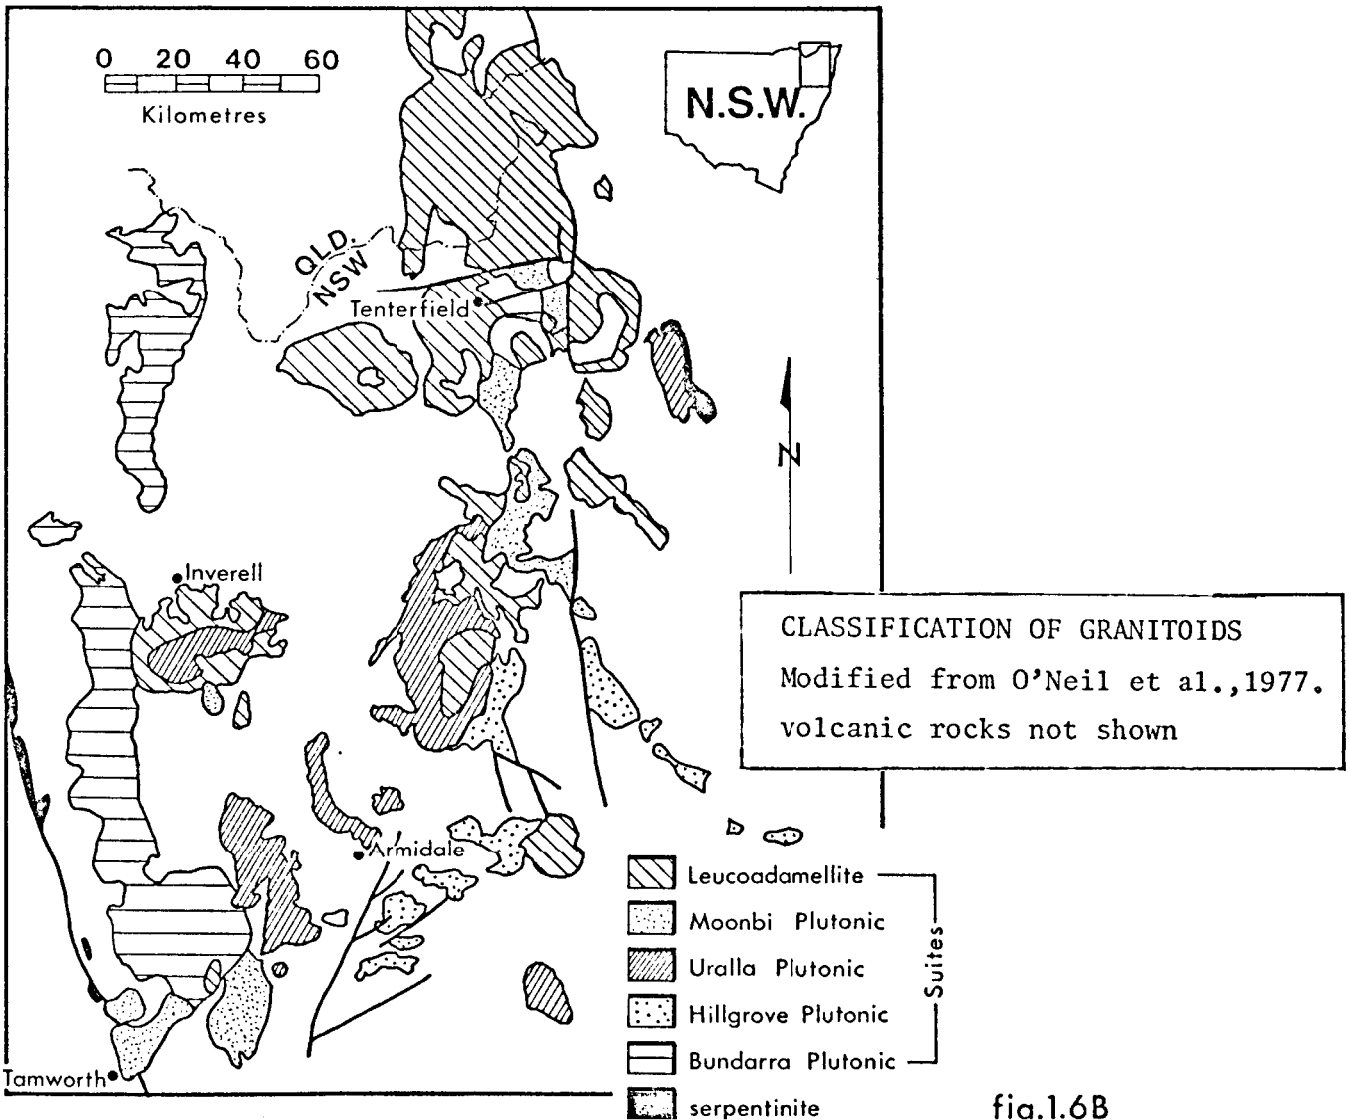 0 20 40 60
Kilometres
N.S.W.
QLD.
NSW
Tenterfield
N
Inverell
CLASSIFICATION OF GRANITOIDS
Modified from O'Neil et al.,1977.
volcanic rocks not shown
Armidale
Leucoadamellite
Moonbi Plutonic
Uralla Plutonic
Hillgrove Plutonic
Bundarra Plutonic
serpentinite
Suites
Tamworth
fig.1.6B